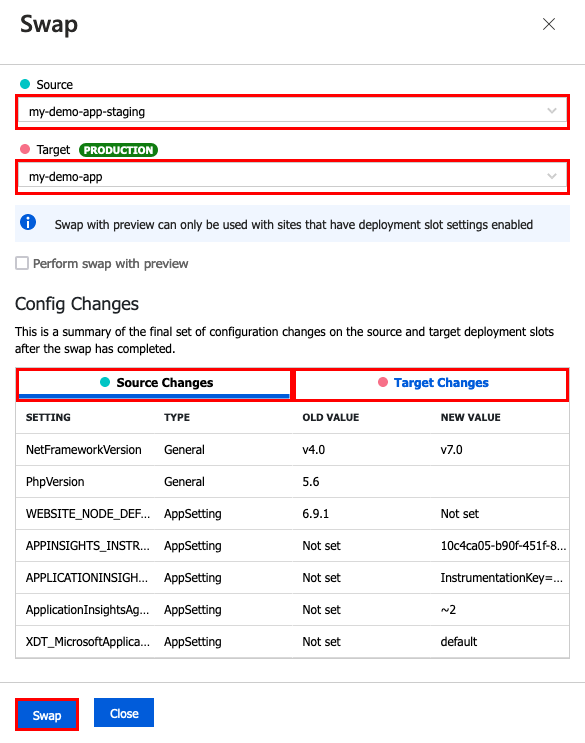 Swap
Source
my-demo-app-staging
Target PRODUCTION
my-demo-app
Swap with preview can only be used with sites that have deployment slot settings enabled
Perform swap with preview
Config Changes
This is a summary of the final set of configuration changes on the source and target deployment slots
after the swap has completed.
Source Changes Target Changes
SETTING TYPE OLD VALUE NEW VALUE
NetFrameworkVersion General v4.0 v7.0
PhpVersion General 5.6
WEBSITE_NODE_DEF... AppSetting 6.9.1 Not set
APPINSIGHTS_INSTR... AppSetting Not set 10c4ca05-b90f-451f-8...
APPLICATIONINSIGH... AppSetting Not set InstrumentationKey=...
ApplicationInsightsAg... AppSetting Not set ~2
XDT_MicrosoftApplica... AppSetting Not set default
Swap Close